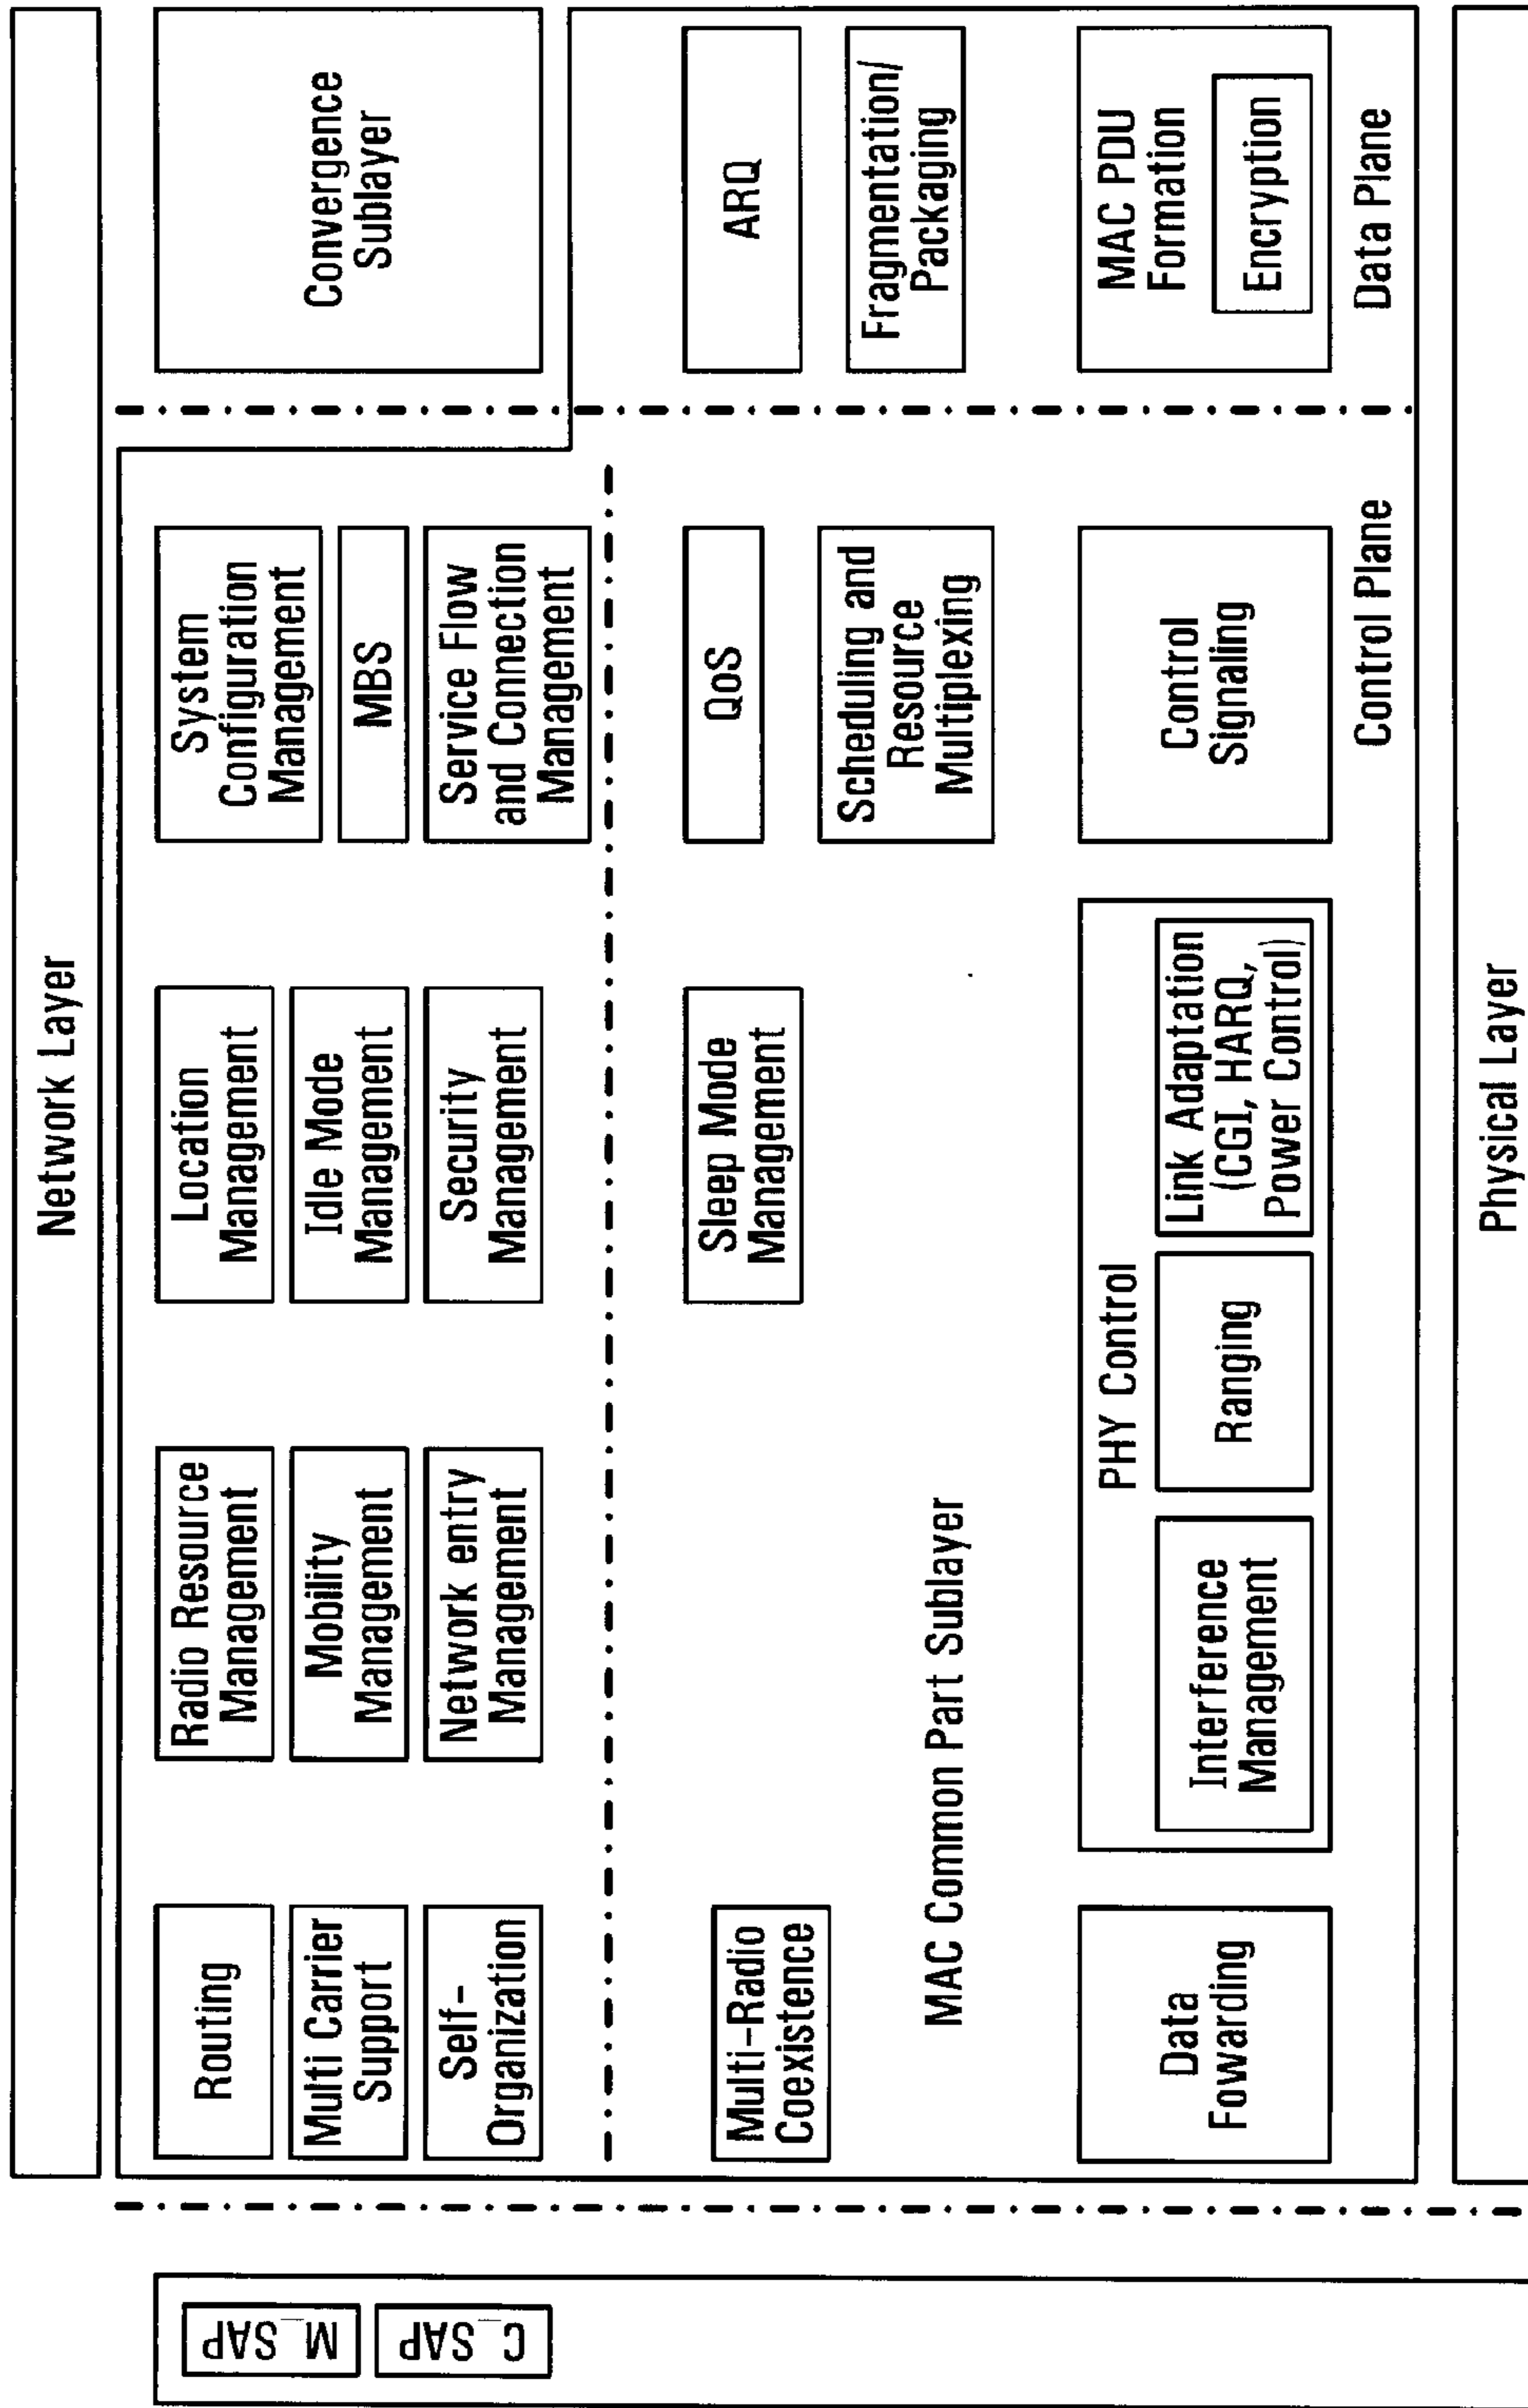 Network Layer
M_SAP
C_SAP
Routing
Multi Carrier
Support
Self-
Organization
Radio Resource
Management
Mobility
Management
Network entry
Management
Location
Management
Idle Mode
Management
Security
Management
System
Configuration
Management
MBS
Service Flow
and Connection
Management
Convergence
Sublayer
Multi-Radio
Coexistence
Sleep Mode
Management
QoS
Scheduling and
Resource
Multiplexing
ARQ
Fragmentation/
Packaging
MAC Common Part Sublayer
Data
Fowarding
PHY Control
Interference
Management
Ranging
Link Adaptation
(CGI, HARQ,
Power Control)
Control
Signaling
MAC PDU
Formation
Encryption
Control Plane
Data Plane
Physical Layer